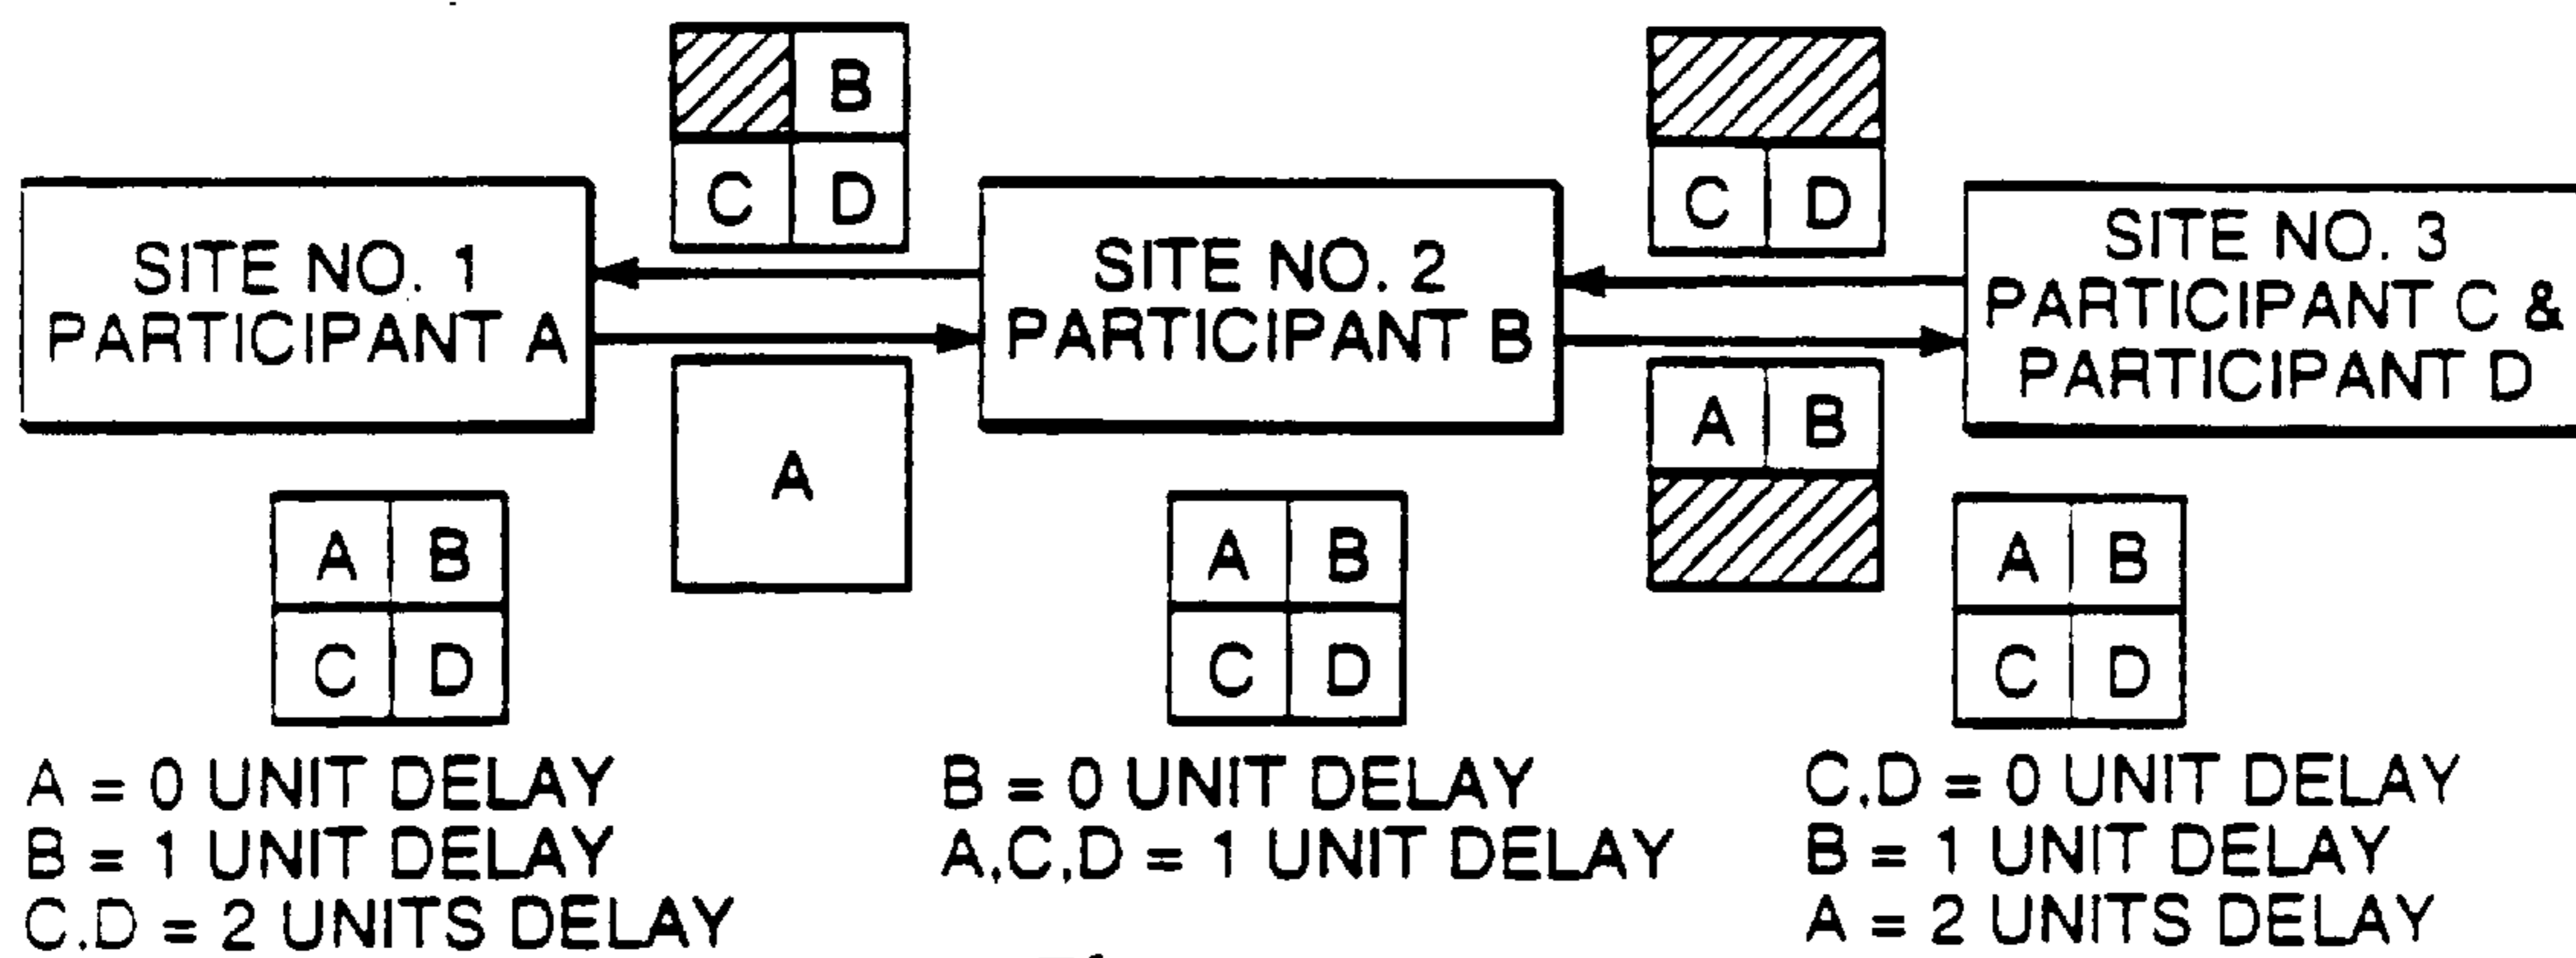 B
C D
C D
SITE NO. 1
PARTICIPANT A
SITE NO. 2
PARTICIPANT B
SITE NO. 3
PARTICIPANT C &
PARTICIPANT D
A
A B
A B
C D
A B
C D
A B
C D
A = 0 UNIT DELAY
B = 1 UNIT DELAY
C,D = 2 UNITS DELAY
B = 0 UNIT DELAY
A,C,D = 1 UNIT DELAY
C,D = 0 UNIT DELAY
B = 1 UNIT DELAY
A = 2 UNITS DELAY